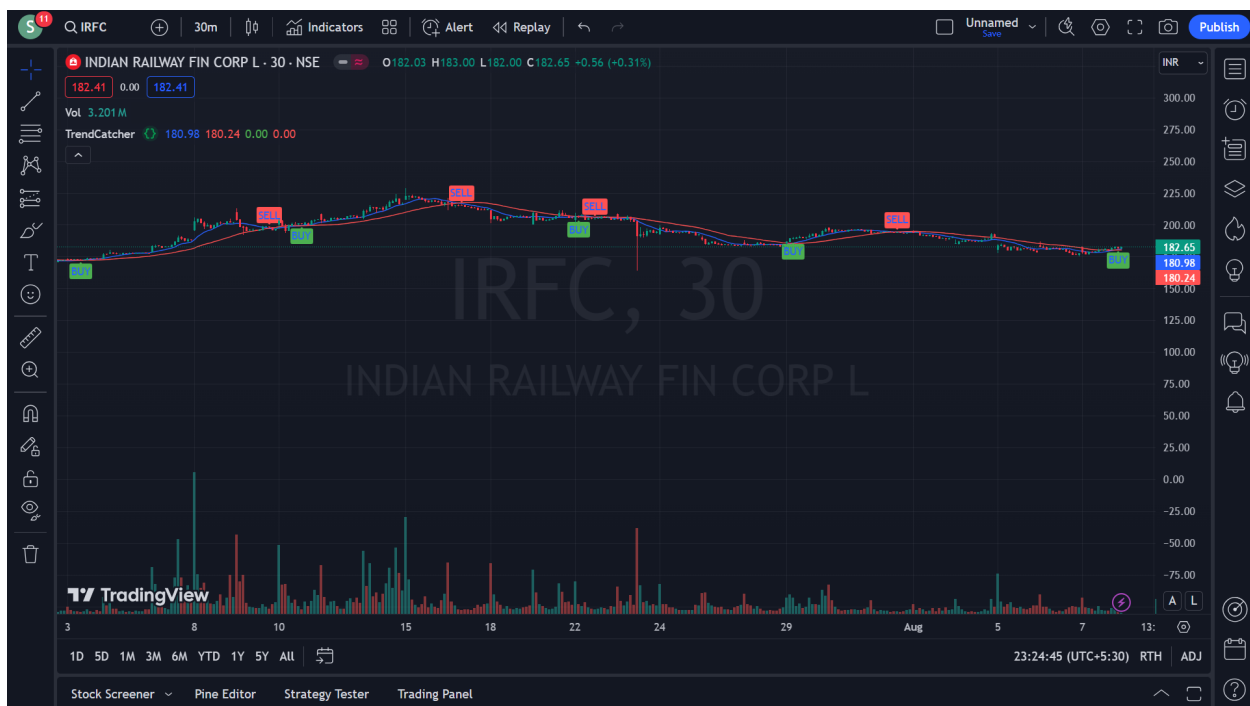 S 11 IRFC 30m Indicators Alert Replay Unnamed Save Publish
INDIAN RAILWAY FIN CORP L · 30 · NSE O182.03 H183.00 L182.00 C182.65 +0.56 (+0.31%) INR
182.41 0.00 182.41
Vol 3.201M
TrendCatcher {} 180.98 180.24 0.00 0.00
300.00
275.00
250.00
225.00
200.00
182.65
180.98
180.24
150.00
125.00
100.00
75.00
50.00
25.00
0.00
−25.00
−50.00
−75.00
BUY
SELL
BUY
SELL
BUY
SELL
BUY
SELL
BUY
IRFC, 30
INDIAN RAILWAY FIN CORP L
TradingView
A L
3 8 10 15 18 22 24 29 Aug 5 7 13:
1D 5D 1M 3M 6M YTD 1Y 5Y All 23:24:45 (UTC+5:30) RTH ADJ
Stock Screener Pine Editor Strategy Tester Trading Panel